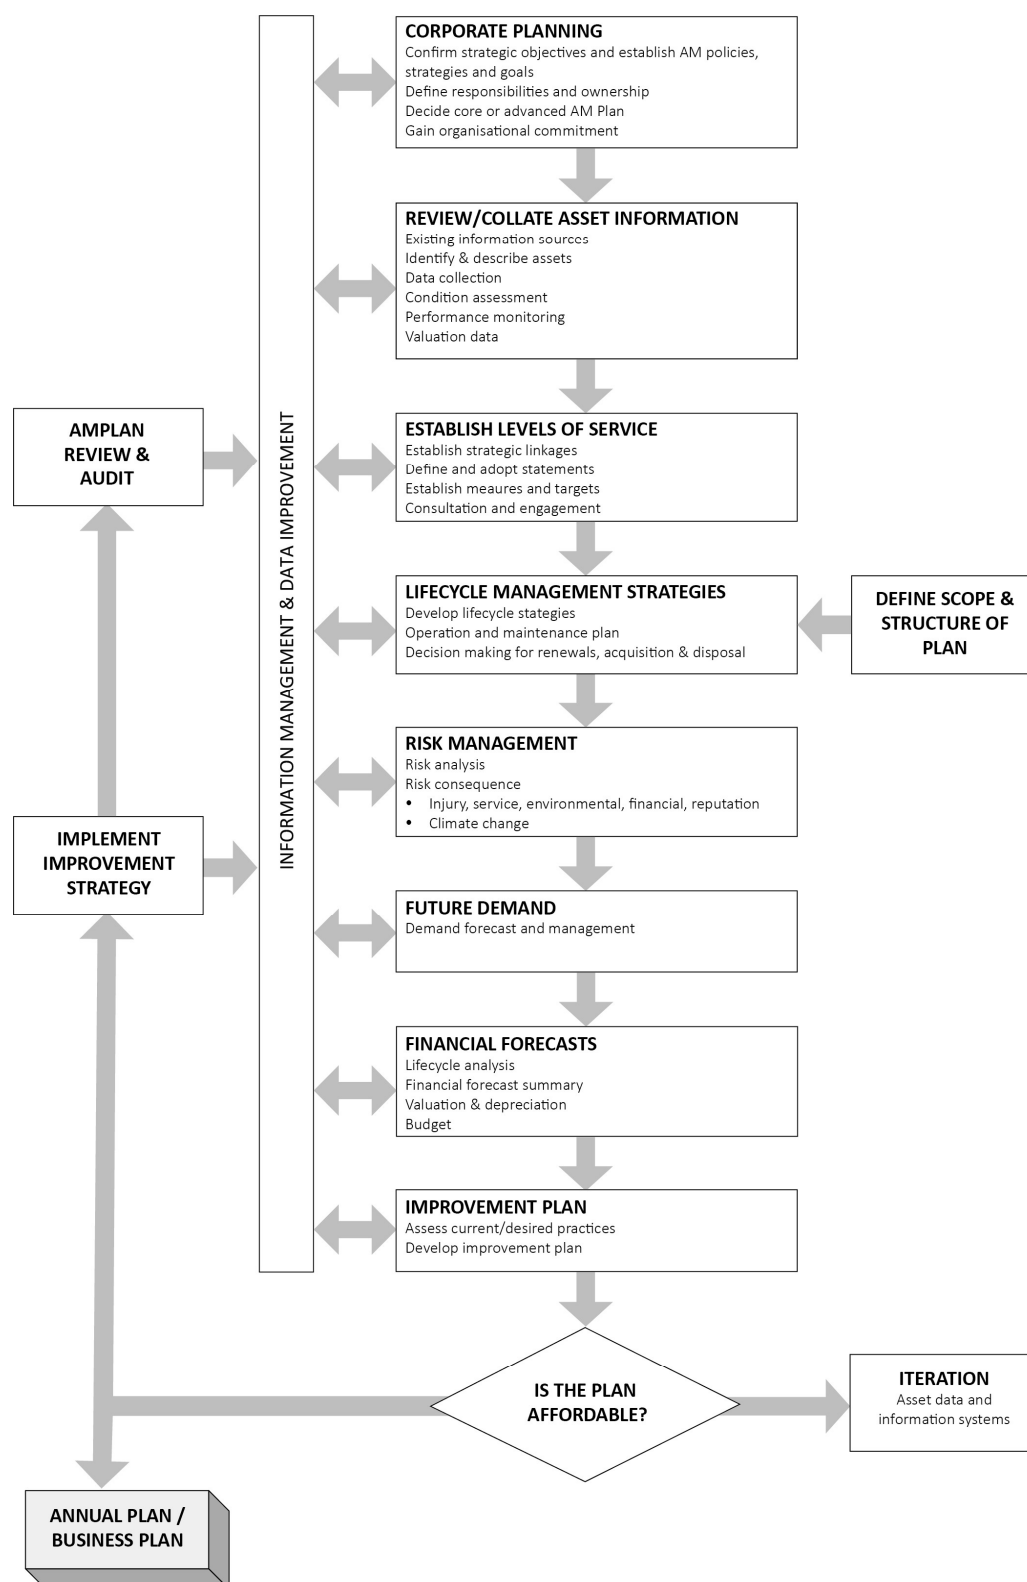 CORPORATE PLANNING
Confirm strategic objectives and establish AM policies,
strategies and goals
Define responsibilities and ownership
Decide core or advanced AM Plan
Gain organisational commitment
REVIEW/COLLATE ASSET INFORMATION
Existing information sources
Identify & describe assets
Data collection
Condition assessment
Performance monitoring
Valuation data
AMPLAN
REVIEW &
AUDIT
INFORMATION MANAGEMENT & DATA IMPROVEMENT
ESTABLISH LEVELS OF SERVICE
Establish strategic linkages
Define and adopt statements
Establish meaures and targets
Consultation and engagement
LIFECYCLE MANAGEMENT STRATEGIES
Develop lifecycle stategies
Operation and maintenance plan
Decision making for renewals, acquisition & disposal
DEFINE SCOPE &
STRUCTURE OF
PLAN
RISK MANAGEMENT
Risk analysis
Risk consequence
• Injury, service, environmental, financial, reputation
• Climate change
IMPLEMENT
IMPROVEMENT
STRATEGY
FUTURE DEMAND
Demand forecast and management
FINANCIAL FORECASTS
Lifecycle analysis
Financial forecast summary
Valuation & depreciation
Budget
IMPROVEMENT PLAN
Assess current/desired practices
Develop improvement plan
IS THE PLAN
AFFORDABLE?
ITERATION
Asset data and
information systems
ANNUAL PLAN /
BUSINESS PLAN